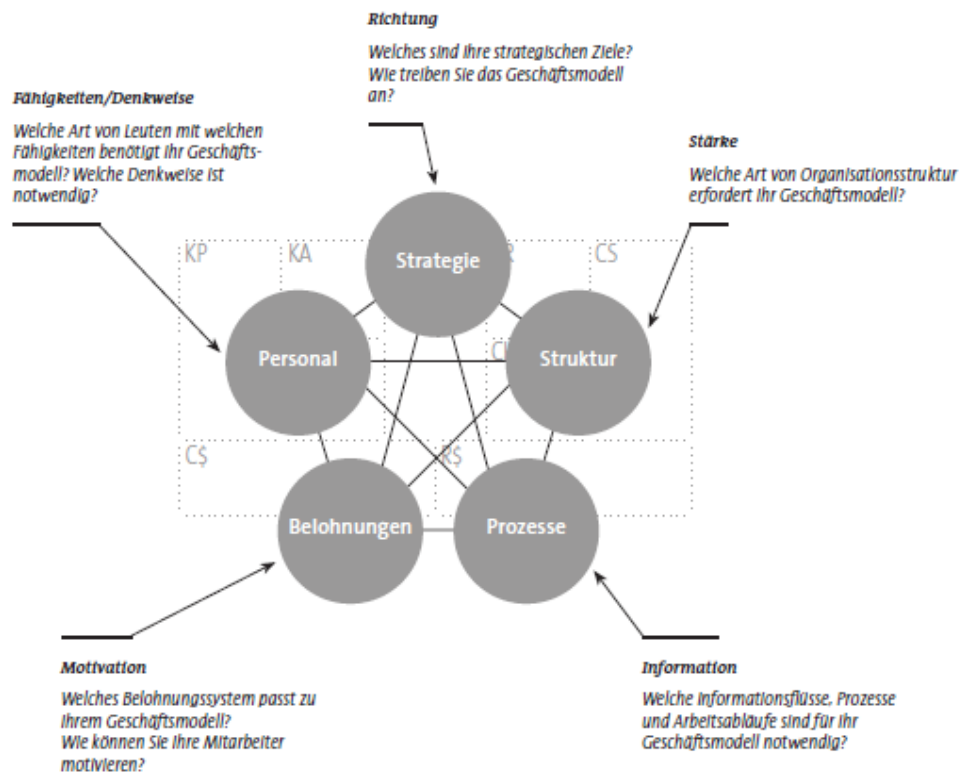 Richtung
Welches sind Ihre strategischen Ziele?
Wie treiben Sie das Geschäftsmodell
an?
Fähigkeiten/Denkweise
Welche Art von Leuten mit welchen
Fähigkeiten benötigt Ihr Geschäfts-
modell? Welche Denkweise ist
notwendig?
Stärke
Welche Art von Organisationsstruktur
erfordert Ihr Geschäftsmodell?
KP
KA
Strategie
R
CS
Personal
CH
Struktur
C$
R$
Belohnungen
Prozesse
Motivation
Welches Belohnungssystem passt zu
Ihrem Geschäftsmodell?
Wie können Sie Ihre Mitarbeiter
motivieren?
Information
Welche Informationsflüsse, Prozesse
und Arbeitsabläufe sind für Ihr
Geschäftsmodell notwendig?